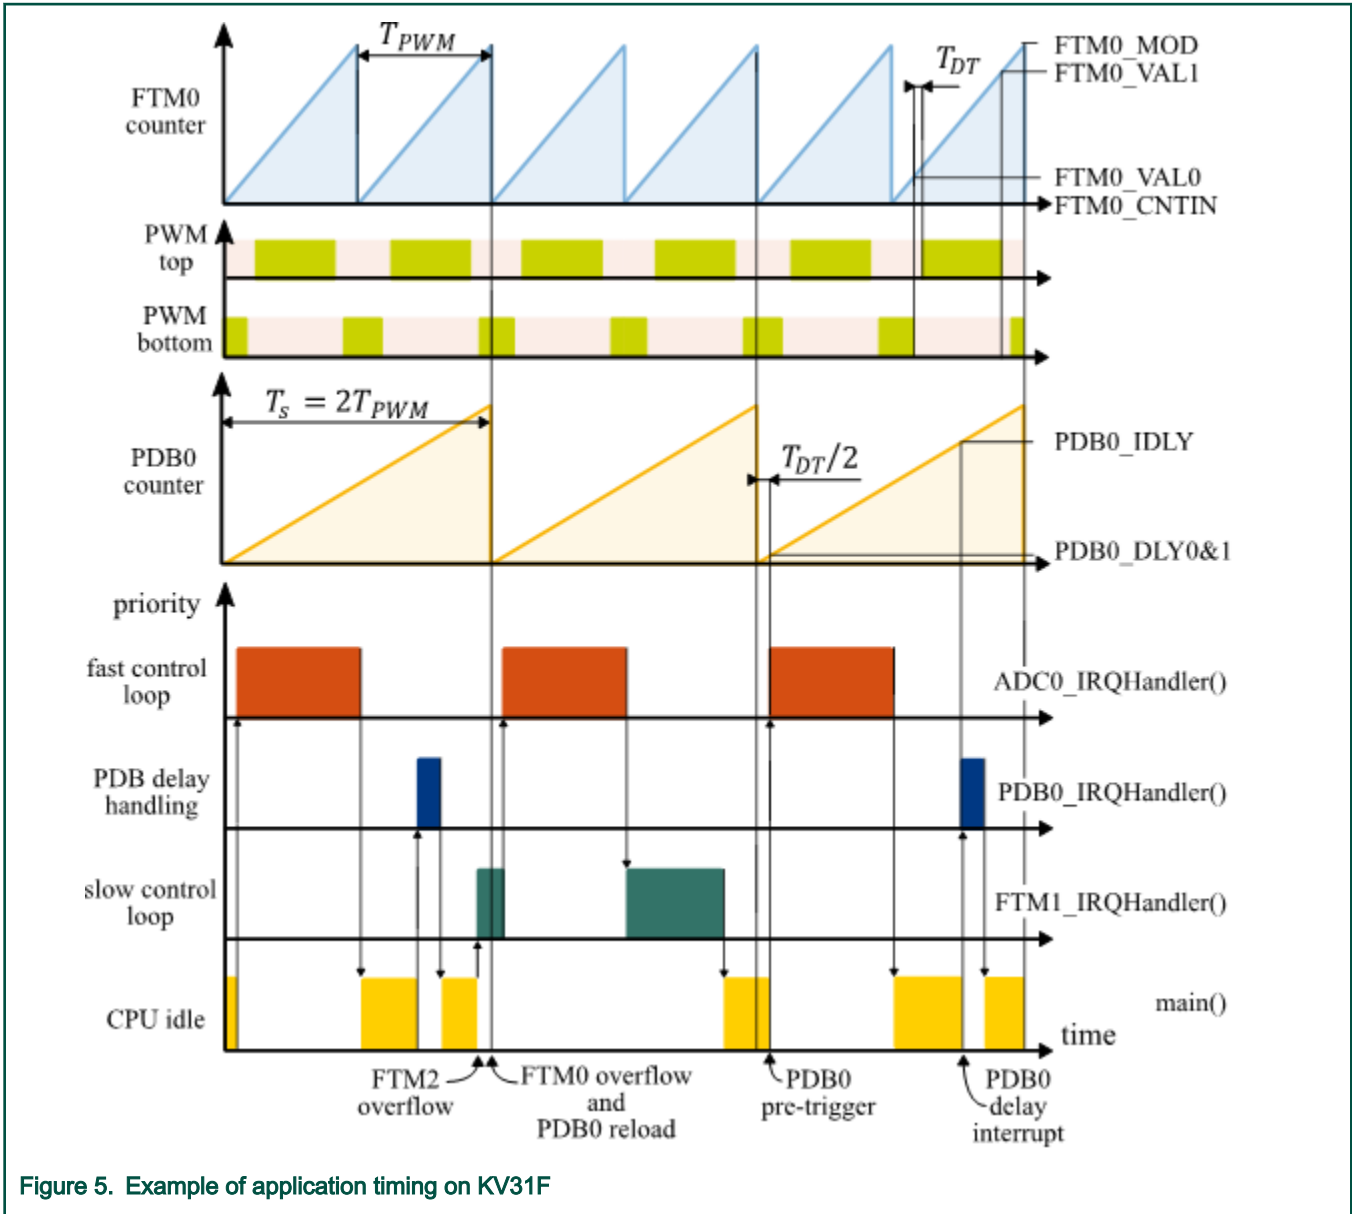 T_PWM
FTM0
counter
T_DT
FTM0_MOD
FTM0_VAL1
FTM0_VAL0
FTM0_CNTIN
PWM
top
PWM
bottom
T_s = 2T_PWM
PDB0
counter
T_DT/2
PDB0_IDLY
PDB0_DLY0&1
priority
fast control
loop
ADC0_IRQHandler()
PDB delay
handling
PDB0_IRQHandler()
slow control
loop
FTM1_IRQHandler()
CPU idle
main()
time
FTM2
overflow
FTM0 overflow
and
PDB0 reload
PDB0
pre-trigger
PDB0
delay
interrupt
Figure 5. Example of application timing on KV31F